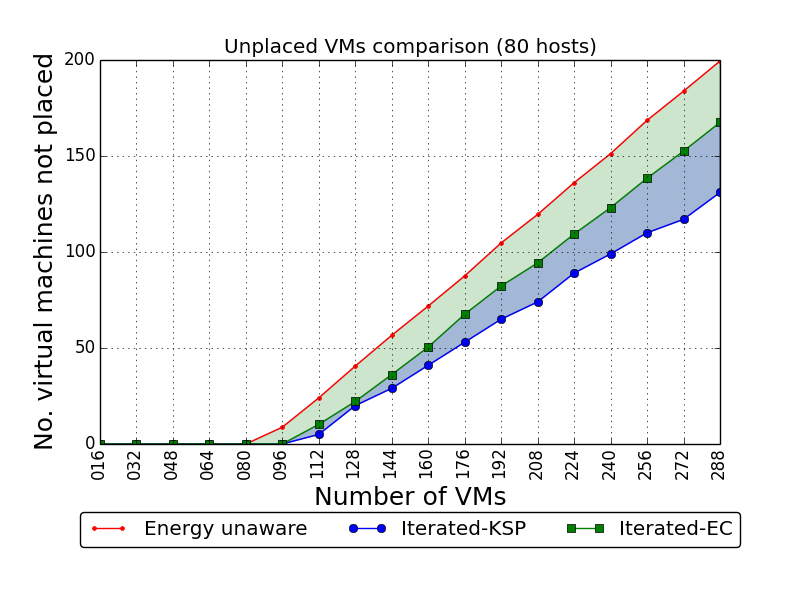 Unplaced VMs comparison (80 hosts)
No. virtual machines not placed
200
150
100
50
0
016 032 048 064 080 096 112 128 144 160 176 192 208 224 240 256 272 288
Number of VMs
Energy unaware Iterated-KSP Iterated-EC